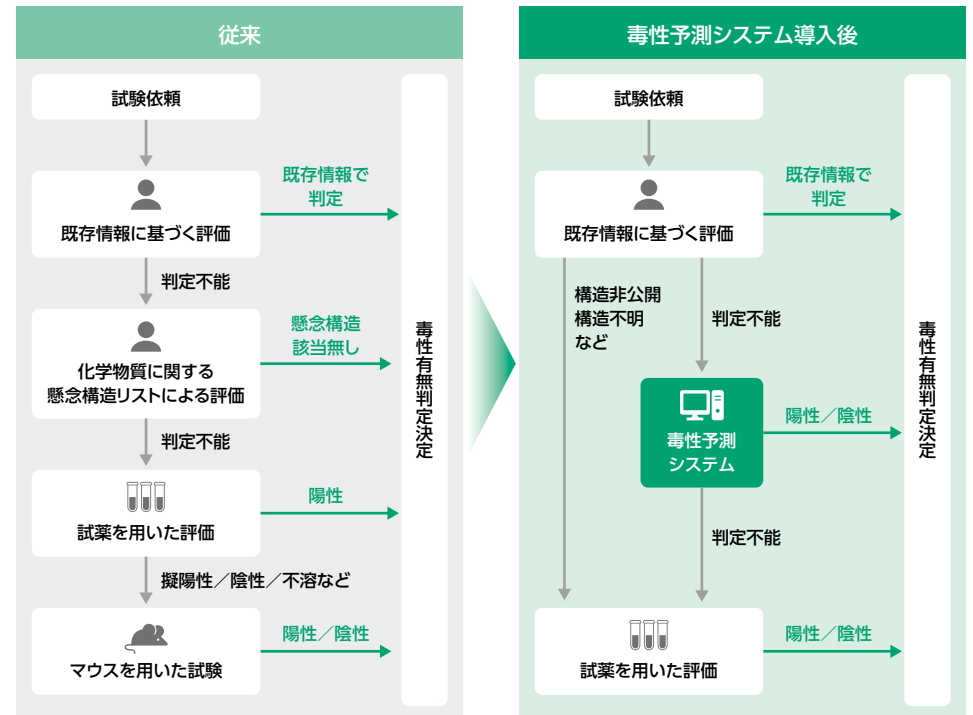 従来
試験依頼
既存情報で
判定
既存情報に基づく評価
判定不能
懸念構造
該当無し
化学物質に関する
懸念構造リストによる評価
判定不能
陽性
試薬を用いた評価
擬陽性／陰性／不溶など
陽性／陰性
マウスを用いた試験
毒性有無判定決定
毒性予測システム導入後
試験依頼
既存情報で
判定
既存情報に基づく評価
構造非公開
構造不明
など
判定不能
毒性予測
システム
陽性／陰性
判定不能
陽性／陰性
試薬を用いた評価
毒性有無判定決定